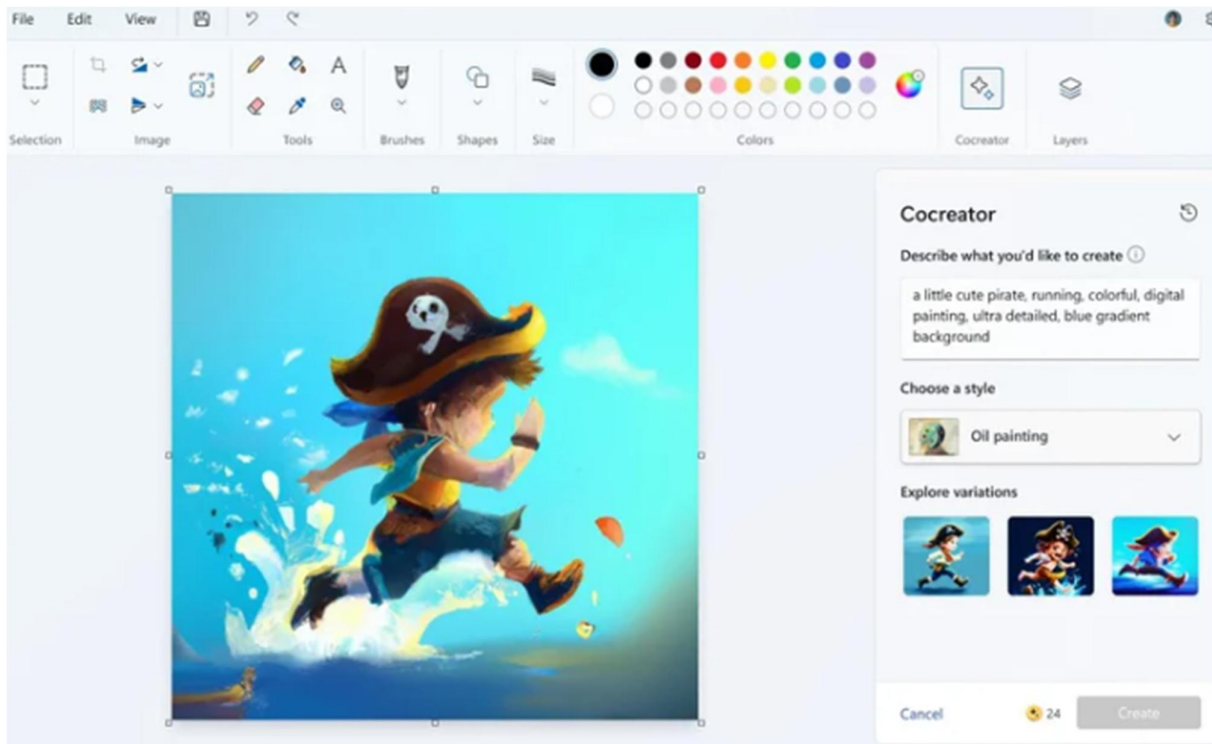 File Edit View
Selection
Image
Tools
Brushes
Shapes
Size
Colors
Cocreator
Layers
A
Cocreator
Describe what you'd like to create
a little cute pirate, running, colorful, digital
painting, ultra detailed, blue gradient
background
Choose a style
Oil painting
Explore variations
Cancel
24
Create